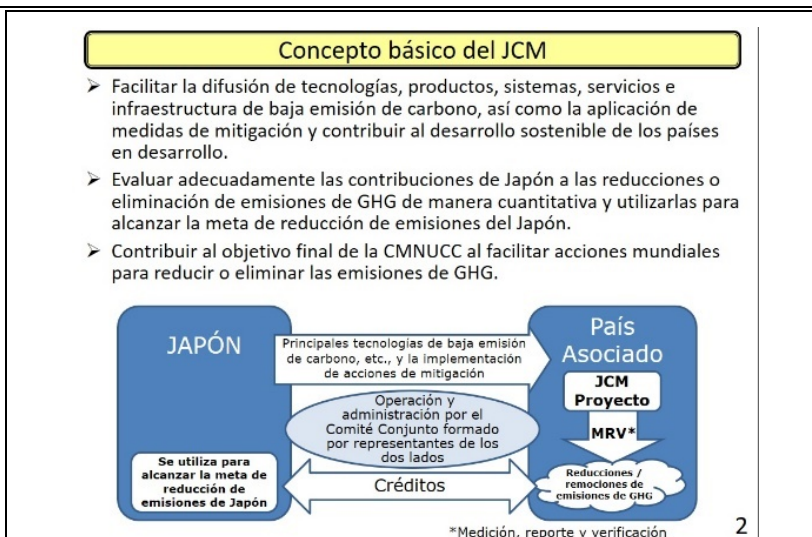 Concepto básico del JCM
➢ Facilitar la difusión de tecnologías, productos, sistemas, servicios e
infraestructura de baja emisión de carbono, así como la aplicación de
medidas de mitigación y contribuir al desarrollo sostenible de los países
en desarrollo.
➢ Evaluar adecuadamente las contribuciones de Japón a las reducciones o
eliminación de emisiones de GHG de manera cuantitativa y utilizarlas para
alcanzar la meta de reducción de emisiones del Japón.
➢ Contribuir al objetivo final de la CMNUCC al facilitar acciones mundiales
para reducir o eliminar las emisiones de GHG.
JAPÓN
Principales tecnologías de baja emisión
de carbono, etc., y la implementación
de acciones de mitigación
País
Asociado
JCM
Proyecto
Operación y
administración por el
Comité Conjunto formado
por representantes de los
dos lados
MRV*
Se utiliza para
alcanzar la meta de
reducción de
emisiones de Japón
Créditos
Reducciones /
remociones de
emisiones de GHG
*Medición, reporte y verificación
2